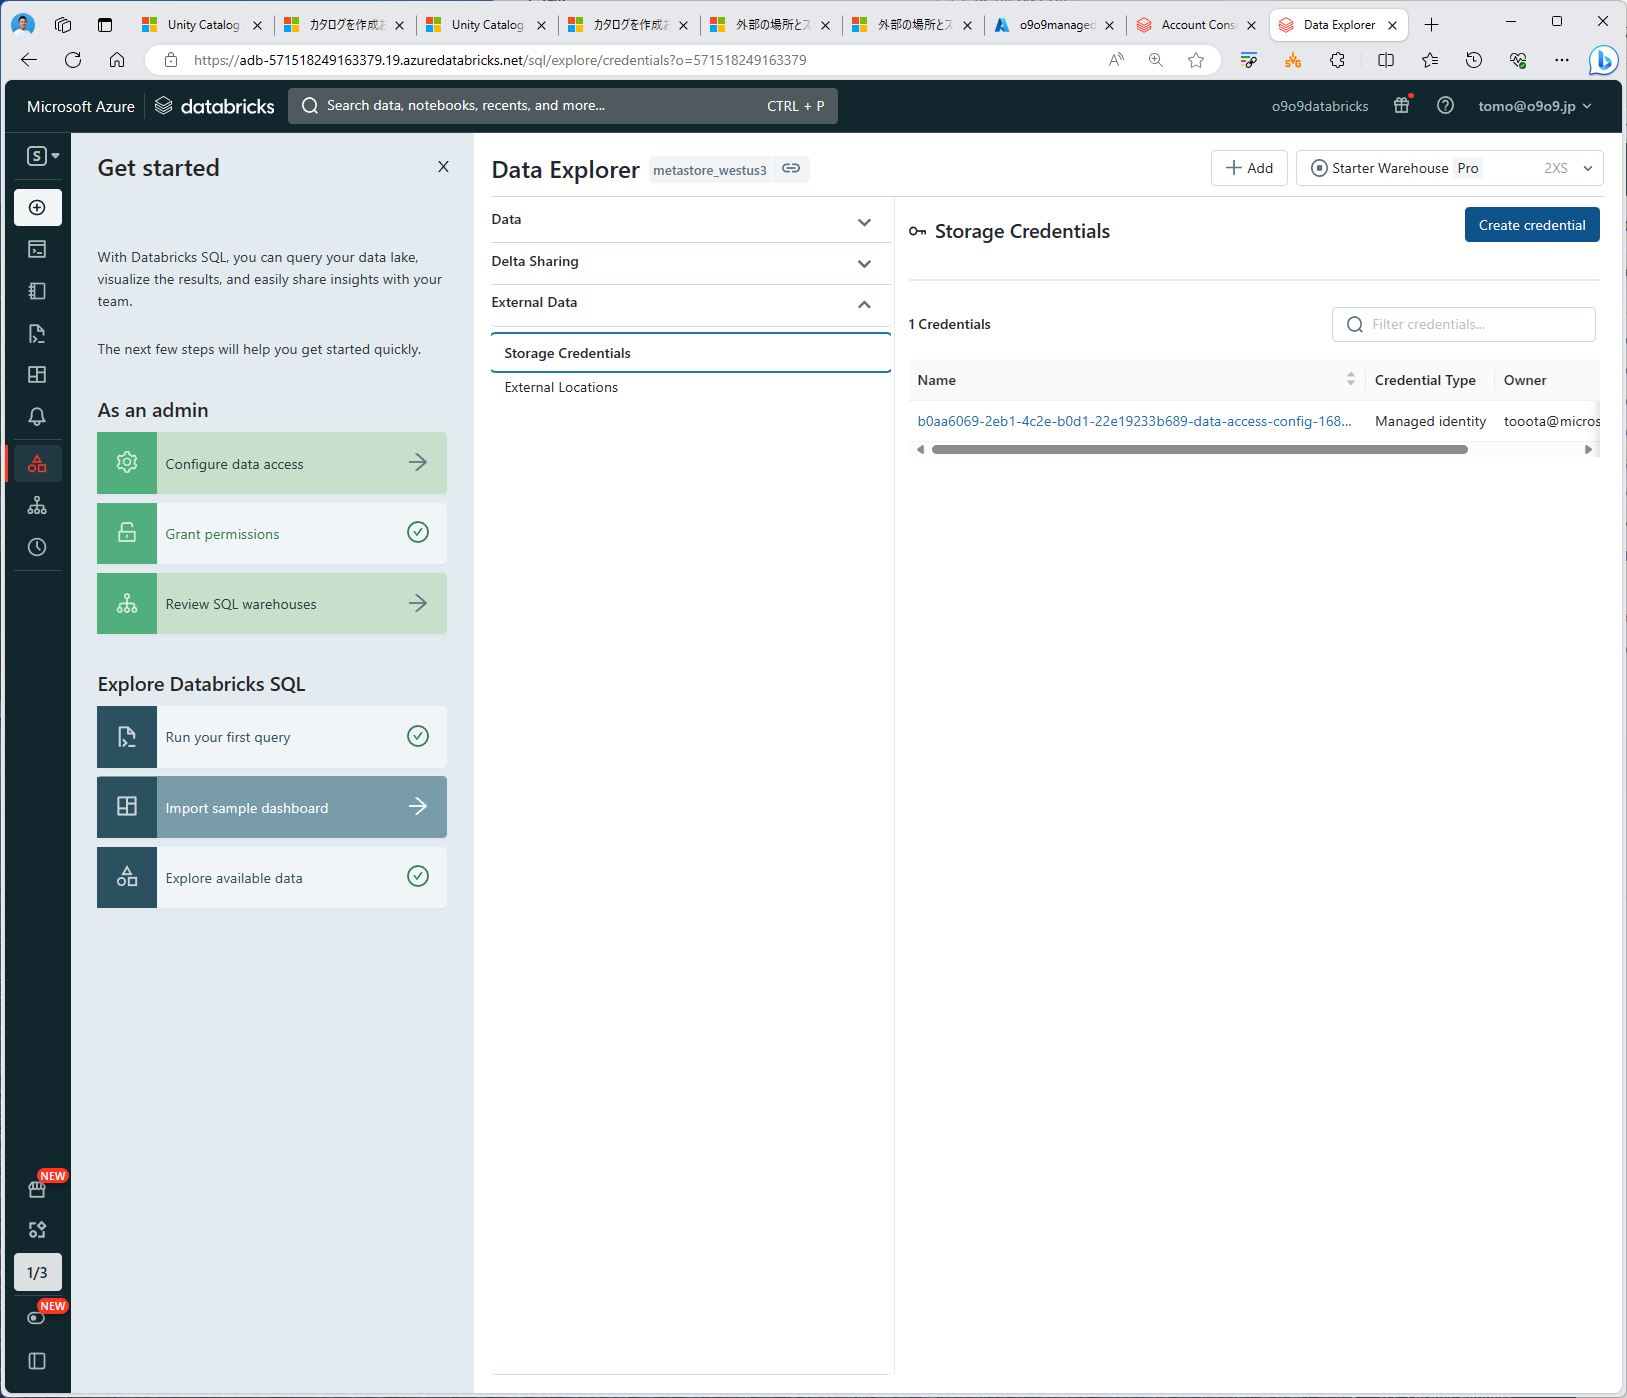 Unity Catalog
カタログを作成お
Unity Catalog
カタログを作成お
外部の場所とス
外部の場所とス
o9o9managed
Account Cons
Data Explorer
https://adb-571518249163379.19.azuredatabricks.net/sql/explore/credentials?o=571518249163379
Microsoft Azure
databricks
Search data, notebooks, recents, and more...
CTRL + P
o9o9databricks
tomo@o9o9.jp
S
Get started
With Databricks SQL, you can query your data lake,
visualize the results, and easily share insights with your
team.
The next few steps will help you get started quickly.
As an admin
Configure data access
Grant permissions
Review SQL warehouses
Explore Databricks SQL
Run your first query
Import sample dashboard
Explore available data
NEW
1/3
NEW
Data Explorer
metastore_westus3
Add
Starter Warehouse Pro 2XS
Data
Delta Sharing
External Data
Storage Credentials
External Locations
Storage Credentials
Create credential
1 Credentials
Filter credentials...
Name Credential Type Owner
b0aa6069-2eb1-4c2e-b0d1-22e19233b689-data-access-config-168... Managed identity tooota@micros